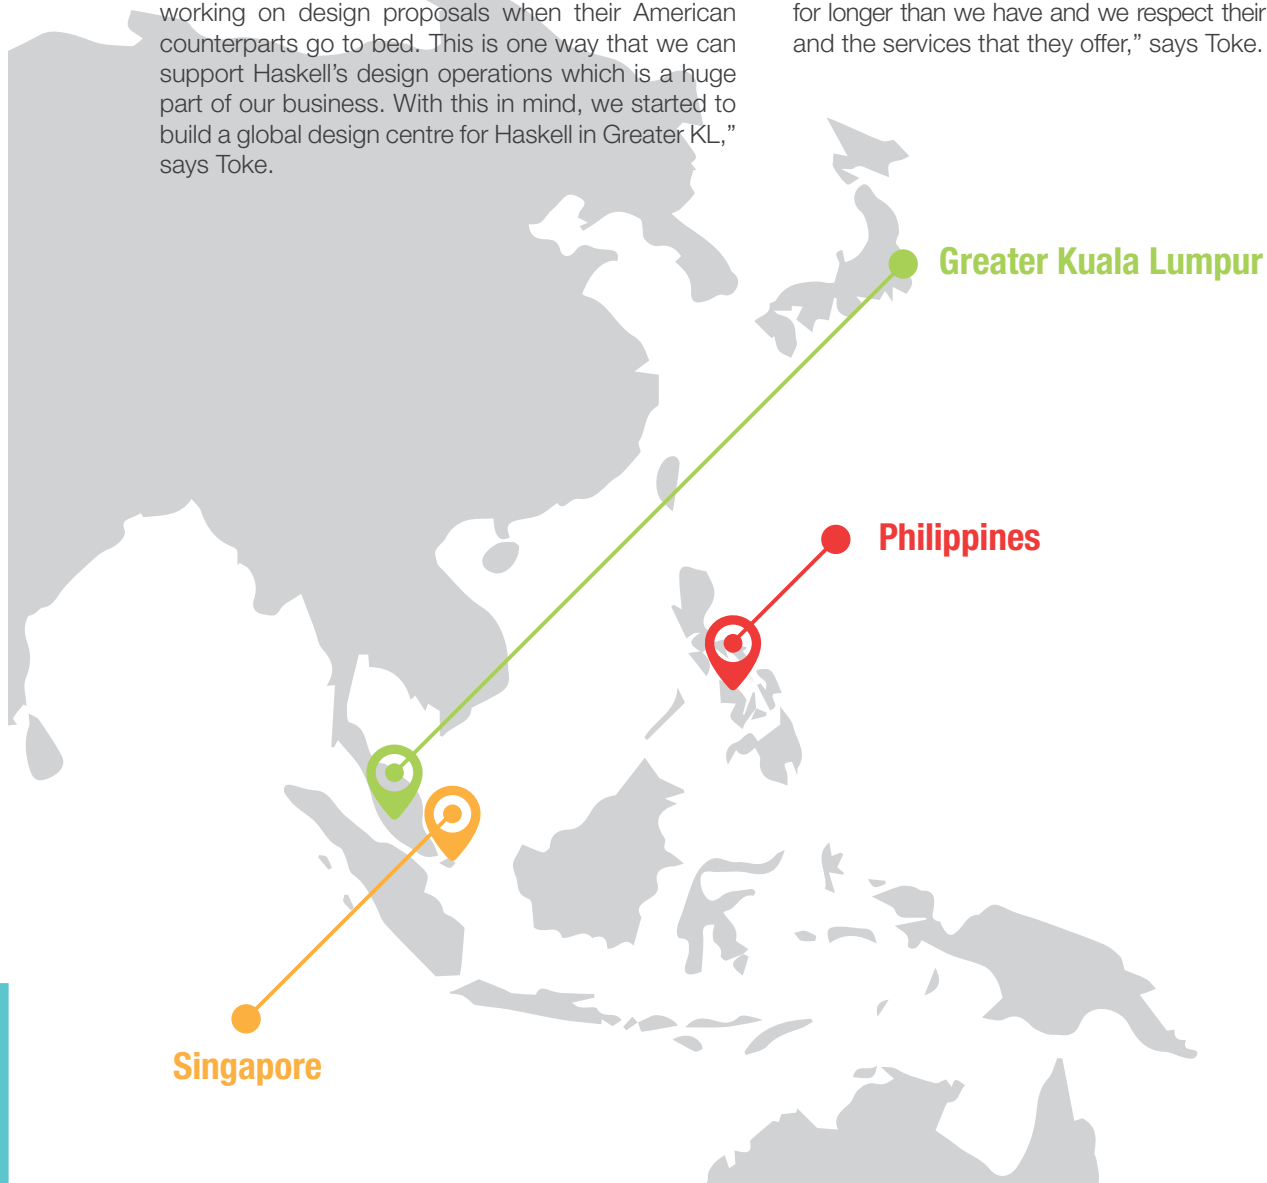 working on design proposals when their American
counterparts go to bed. This is one way that we can
support Haskell’s design operations which is a huge
part of our business. With this in mind, we started to
build a global design centre for Haskell in Greater KL,”
says Toke.
for longer than we have and we respect their
and the services that they offer,” says Toke.
Greater Kuala Lumpur
Philippines
Singapore